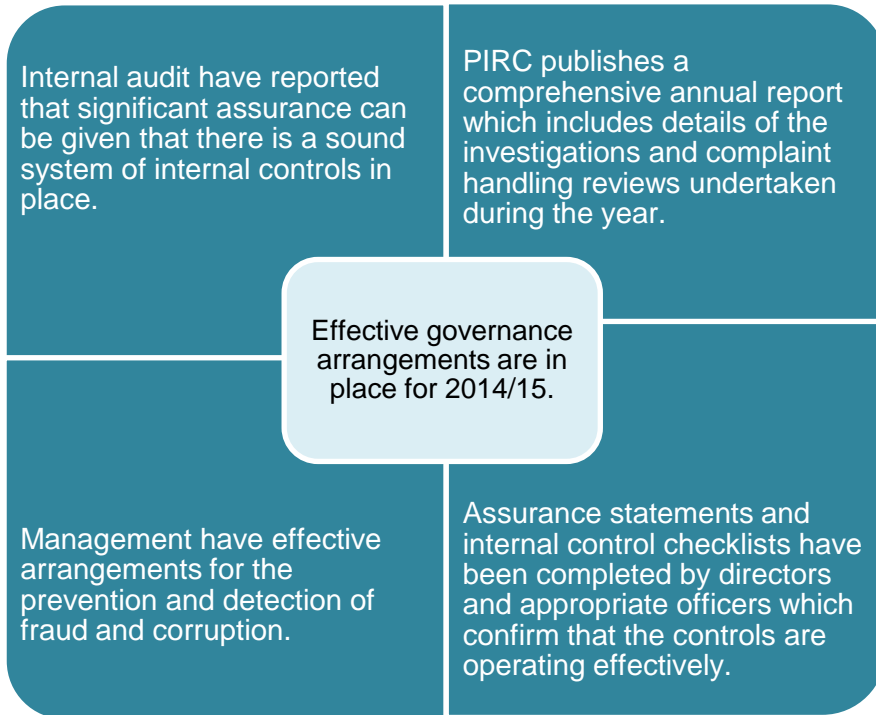 Internal audit have reported
that significant assurance can
be given that there is a sound
system of internal controls in
place.
PIRC publishes a
comprehensive annual report
which includes details of the
investigations and complaint
handling reviews undertaken
during the year.
Effective governance
arrangements are in
place for 2014/15.
Management have effective
arrangements for the
prevention and detection of
fraud and corruption.
Assurance statements and
internal control checklists have
been completed by directors
and appropriate officers which
confirm that the controls are
operating effectively.